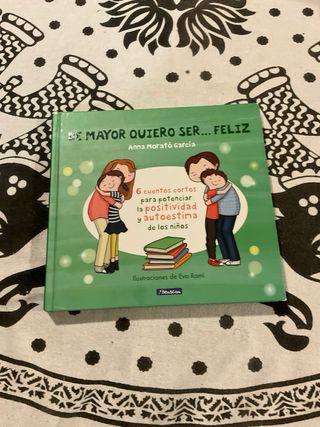 DE MAYOR QUIERO SER... FELIZ
Anna Morató García
6 cuentos cortos
para potenciar
la positividad
y autoestima
de los niños
Ilustraciones de Eva Rami
Beascoa